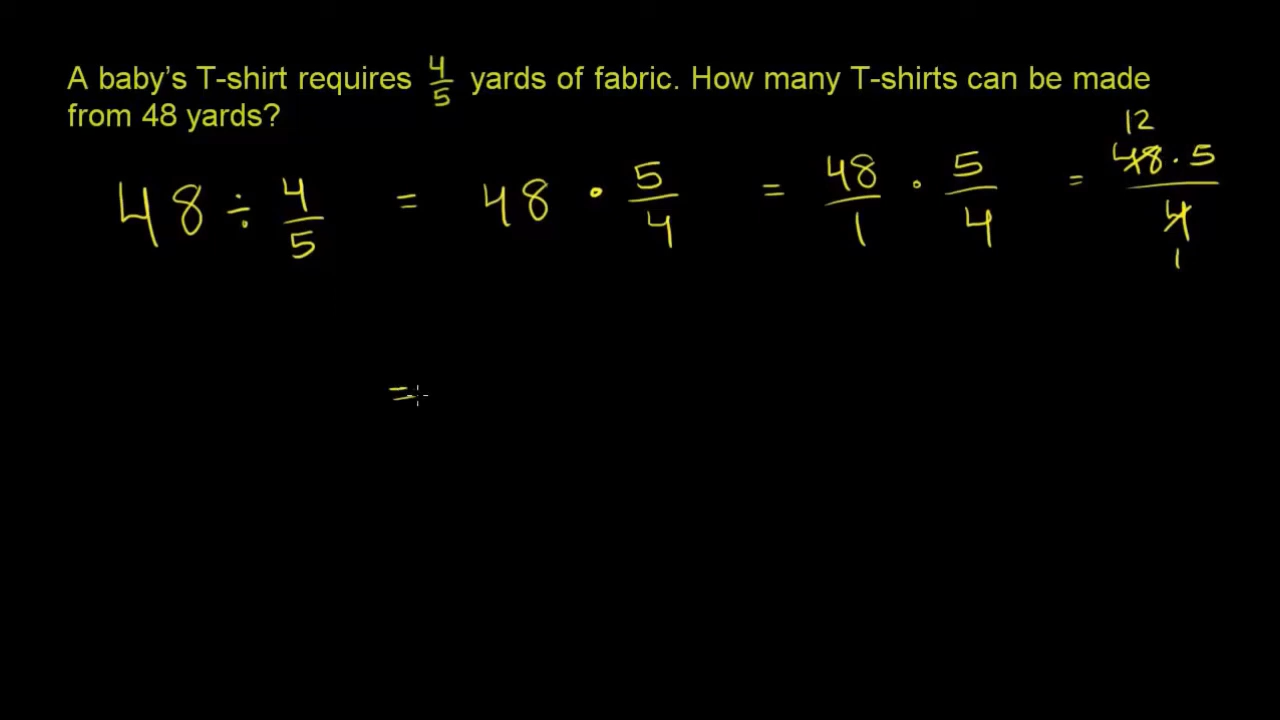 A baby's T-shirt requires 4/5 yards of fabric. How many T-shirts can be made
from 48 yards?
48 ÷ 4/5 = 48 · 5/4 = 48/1 · 5/4 = 48 · 5/4
12
1
=